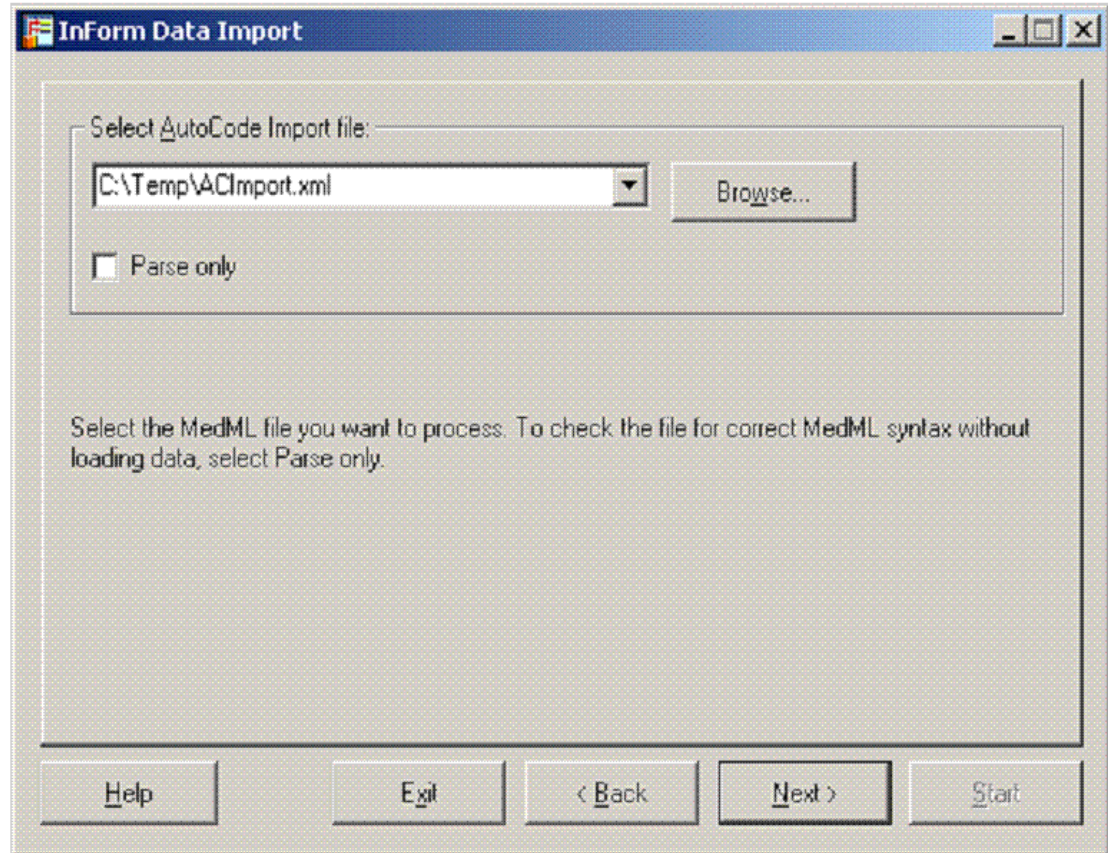 InForm Data Import
Select AutoCode Import file:
C:\Temp\ACImport.xml
Browse...
Parse only
Select the MedML file you want to process. To check the file for correct MedML syntax without
loading data, select Parse only.
Help
Exit
< Back
Next >
Start